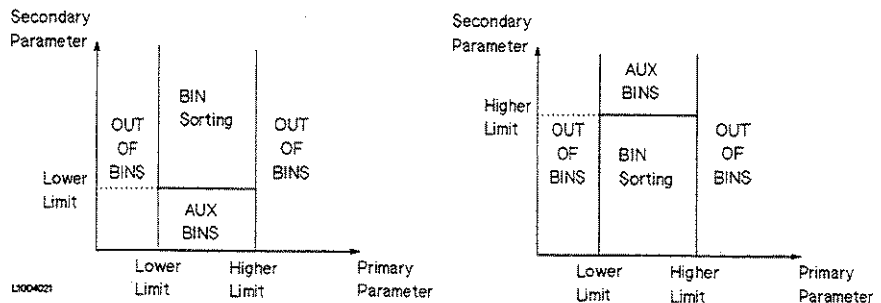 Secondary
Parameter
BIN
Sorting
OUT
OF
BINS
OUT
OF
BINS
Lower
Limit
AUX
BINS
Lower
Limit
Higher
Limit
Primary
Parameter
L1004021
Secondary
Parameter
AUX
BINS
Higher
Limit
OUT
OF
BINS
BIN
Sorting
OUT
OF
BINS
Lower
Limit
Higher
Limit
Primary
Parameter